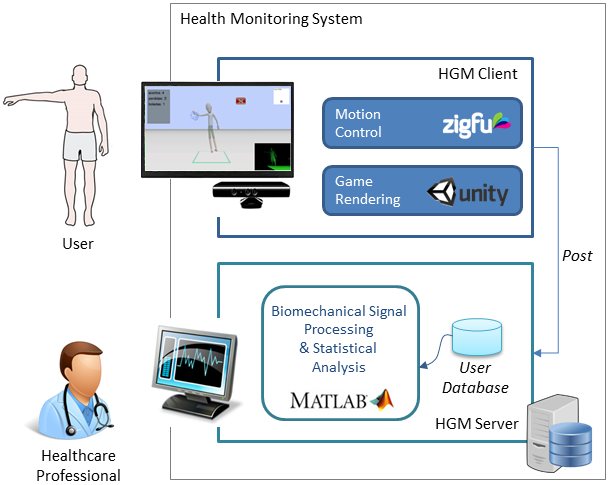 Health Monitoring System
HGM Client
Motion
Control
zigfu
Game
Rendering
unity
User
Post
Biomechanical Signal
Processing
& Statistical
Analysis
MATLAB
User
Database
HGM Server
Healthcare
Professional